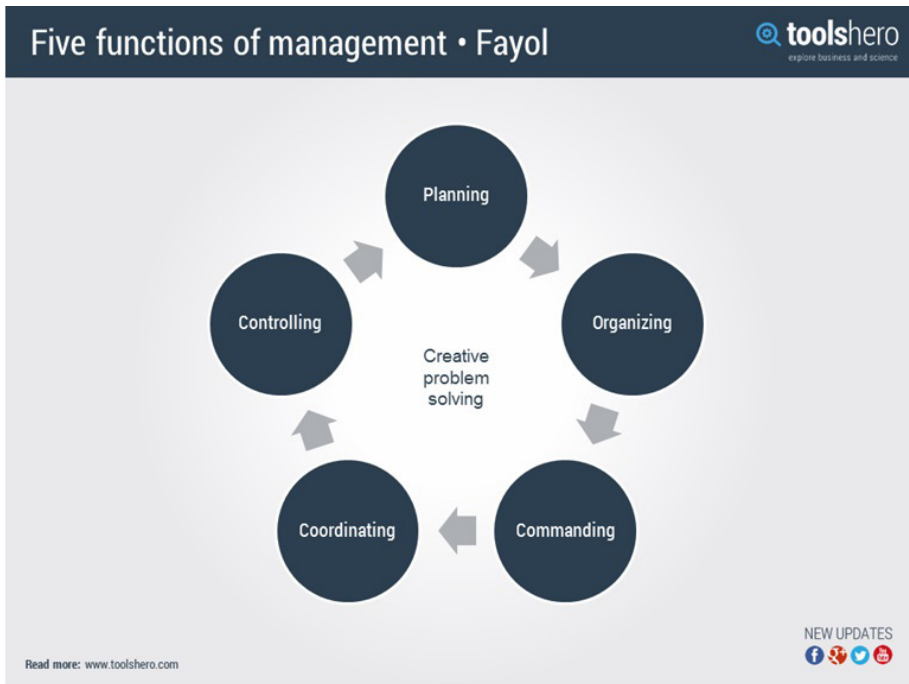 Five functions of management • Fayol
toolshero
explore business and science
Planning
Controlling
Organizing
Creative
problem
solving
Coordinating
Commanding
NEW UPDATES
Read more: www.toolshero.com